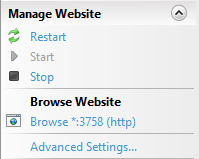 Manage Website
Restart
Start
Stop
Browse Website
Browse *:3758 (http)
Advanced Settings...